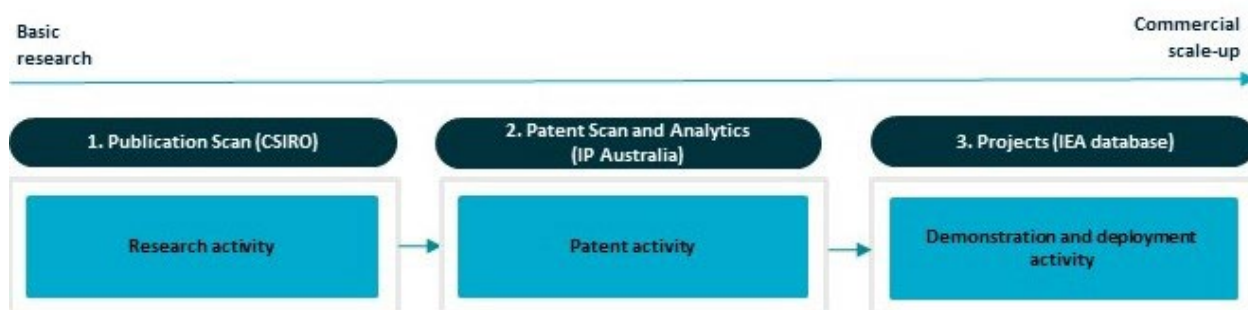 Basic
research
Commercial
scale-up
1. Publication Scan (CSIRO)
2. Patent Scan and Analytics
(IP Australia)
3. Projects (IEA database)
Research activity
Patent activity
Demonstration and deployment
activity